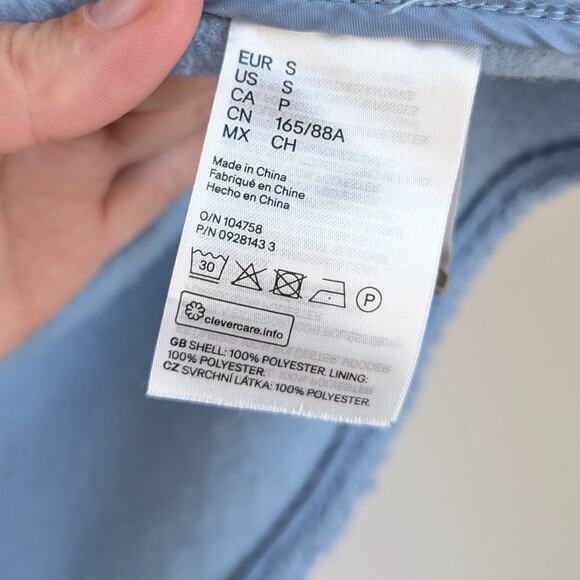 EUR S
US S
CA P
CN 165/88A
MX CH
Made in China
Fabriqué en Chine
Hecho en China
O/N 104758
P/N 0928143 3
30
P
clevercare.info
GB SHELL: 100% POLYESTER. LINING:
100% POLYESTER.
CZ SVRCHNÍ LÁTKA: 100% POLYESTER.